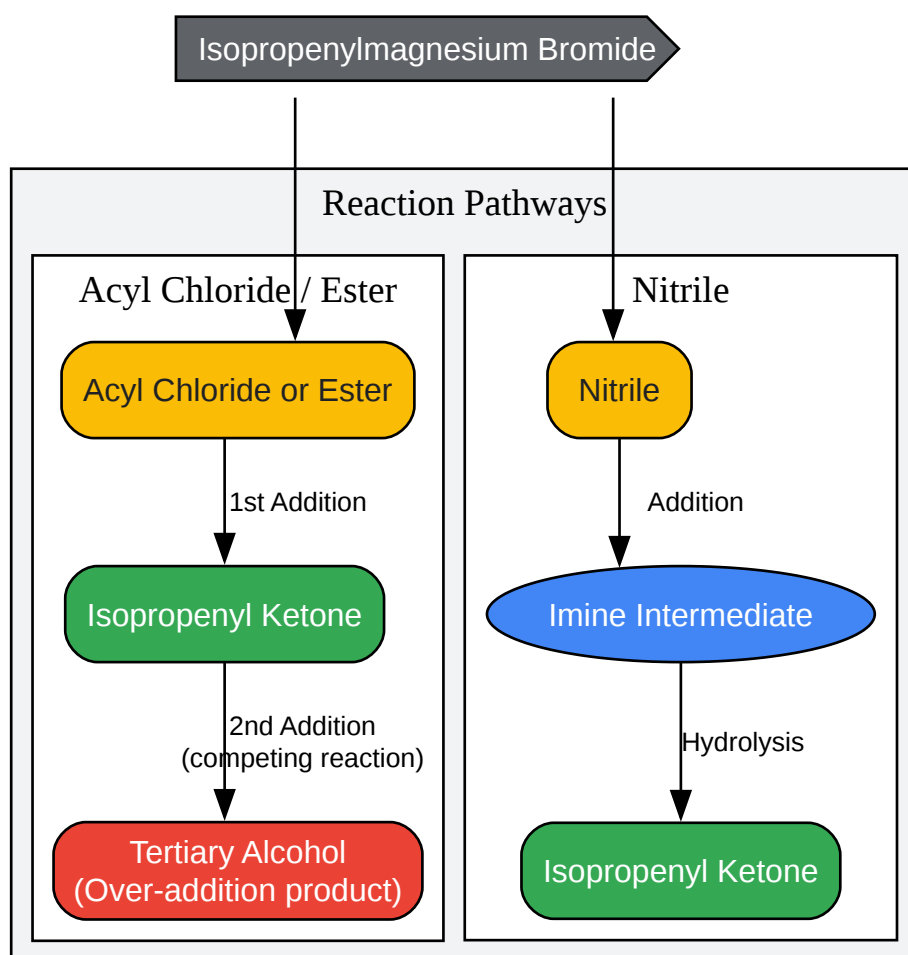 Isopropenylmagnesium Bromide
Reaction Pathways
Acyl Chloride / Ester
Acyl Chloride or Ester
1st Addition
Isopropenyl Ketone
2nd Addition
(competing reaction)
Tertiary Alcohol
(Over-addition product)
Nitrile
Nitrile
Addition
Imine Intermediate
Hydrolysis
Isopropenyl Ketone